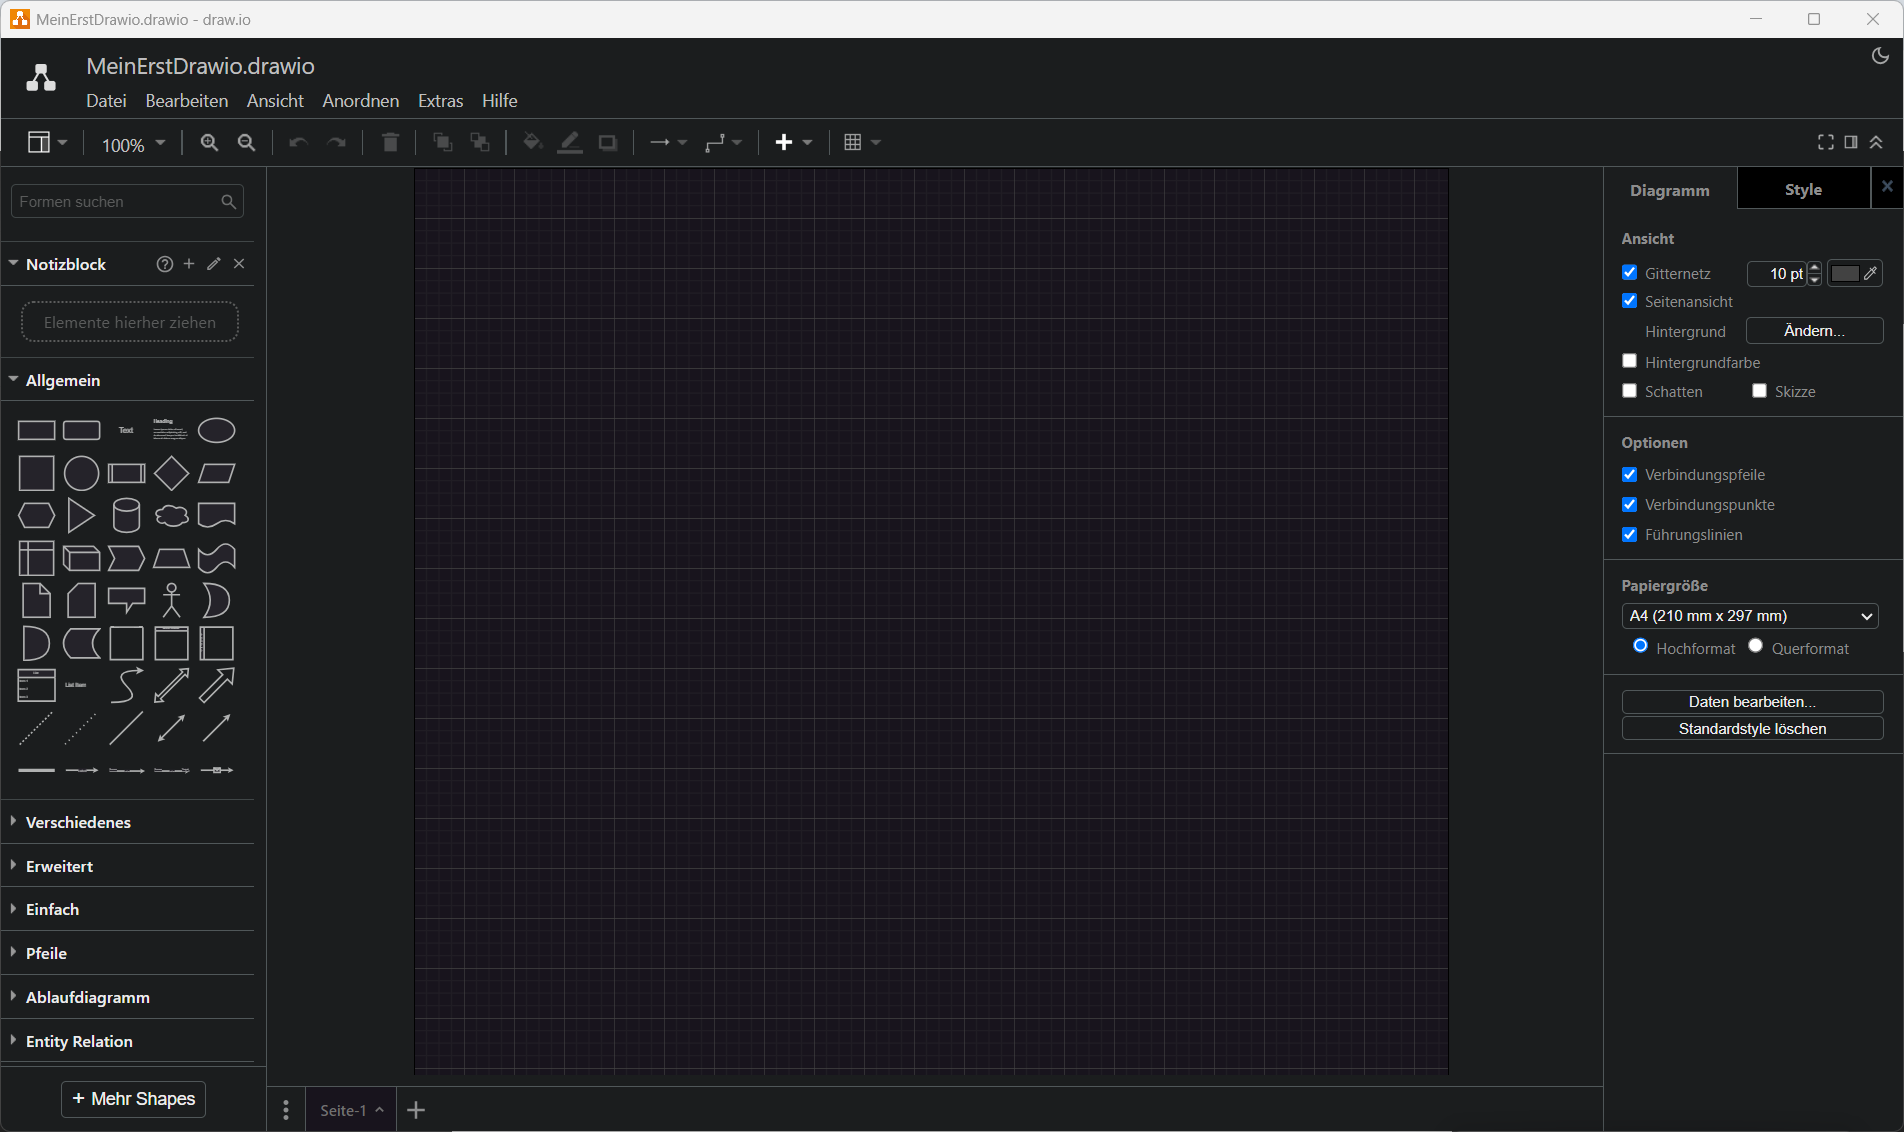 MeinErstDrawio.drawio - draw.io
MeinErstDrawio.drawio
Datei Bearbeiten Ansicht Anordnen Extras Hilfe
100%
Formen suchen
Notizblock
Elemente hierher ziehen
Allgemein
Text
Heading
List Item
Verschiedenes
Erweitert
Einfach
Pfeile
Ablaufdiagramm
Entity Relation
+ Mehr Shapes
Seite-1
Diagramm Style
Ansicht
Gitternetz 10 pt
Seitenansicht
Hintergrund Ändern...
Hintergrundfarbe
Schatten Skizze
Optionen
Verbindungspfeile
Verbindungspunkte
Führungslinien
Papiergröße
A4 (210 mm x 297 mm)
Hochformat Querformat
Daten bearbeiten...
Standardstyle löschen